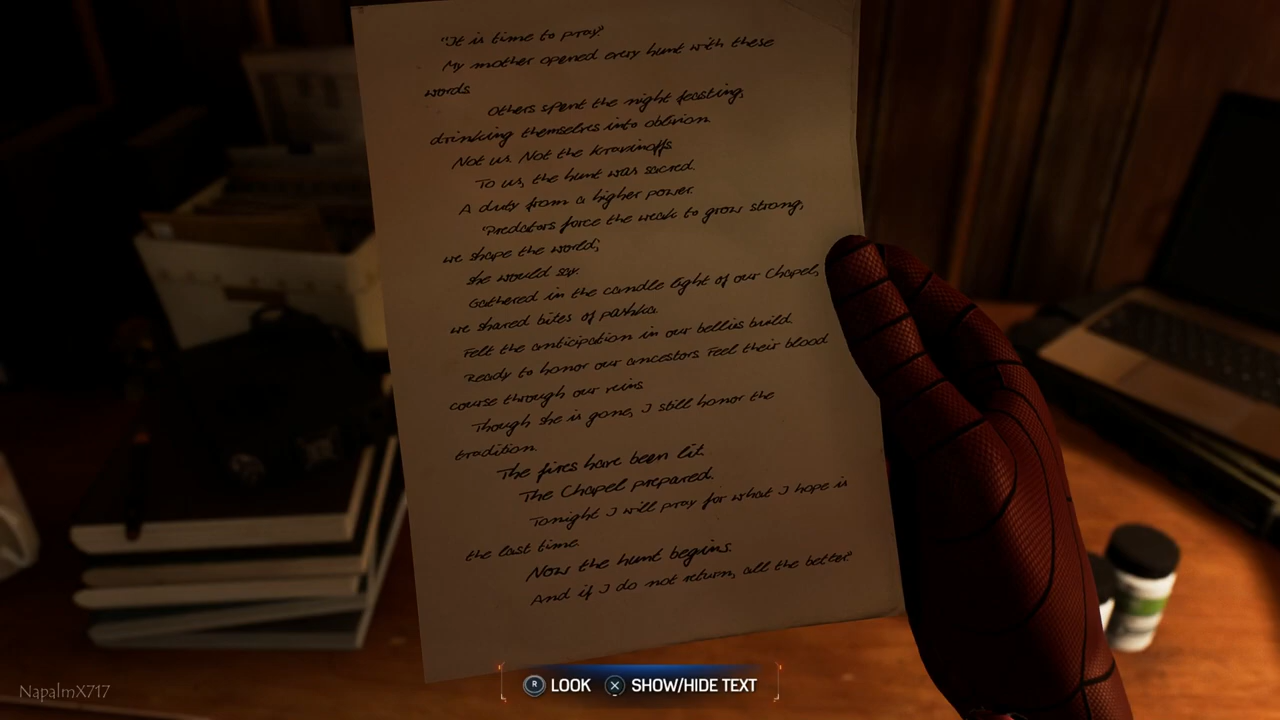 "It is time to pray."
My mother opened every hunt with these
words.
Others spent the night feasting,
drinking themselves into oblivion.
Not us. Not the Kravinoffs.
To us, the hunt was sacred.
A duty from a higher power.
'Predators force the weak to grow strong,
we shape the world,'
she would say.
Gathered in the candle light of our Chapel,
we shared bites of pashka.
Felt the anticipation in our bellies build.
Ready to honor our ancestors. Feel their blood
course through our veins.
Though she is gone, I still honor the
tradition.
The fires have been lit.
The Chapel prepared.
Tonight I will pray for what I hope is
the last time.
Now the hunt begins.
And if I do not return, all the better."
R LOOK X SHOW/HIDE TEXT
NapalmX717